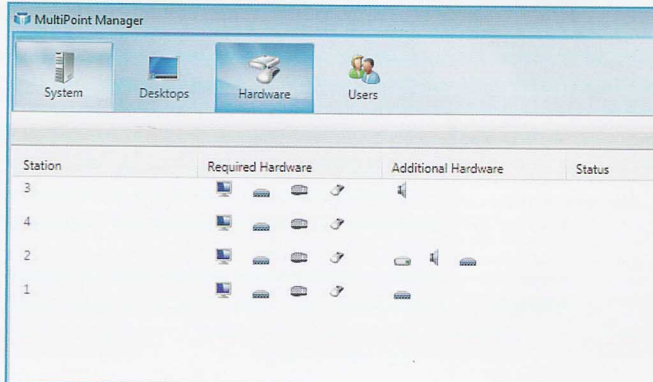 MultiPoint Manager
System Desktops Hardware Users
Station Required Hardware Additional Hardware Status
3
4
2
1